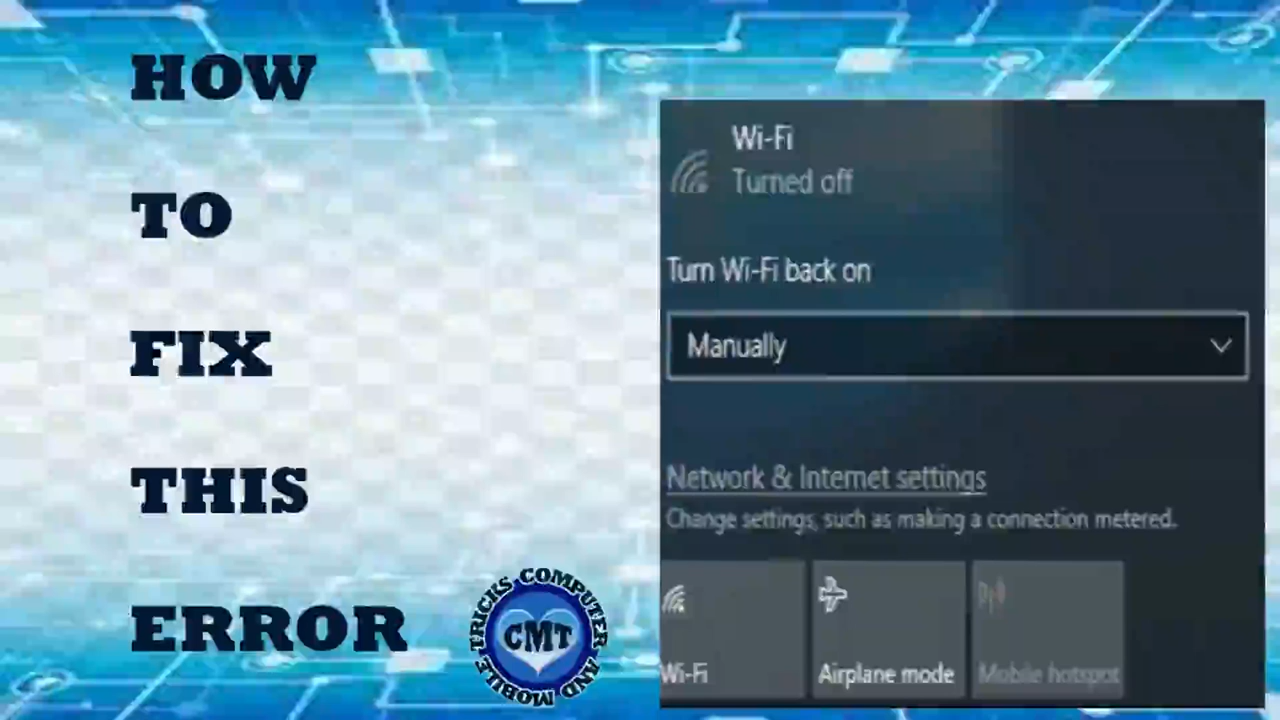 HOW
TO
FIX
THIS
ERROR
TRICKS COMPUTER AND MOBILE
CMT
Wi-Fi
Turned off
Turn Wi-Fi back on
Manually
Network & Internet settings
Change settings, such as making a connection metered.
Wi-Fi
Airplane mode
Mobile hotspot